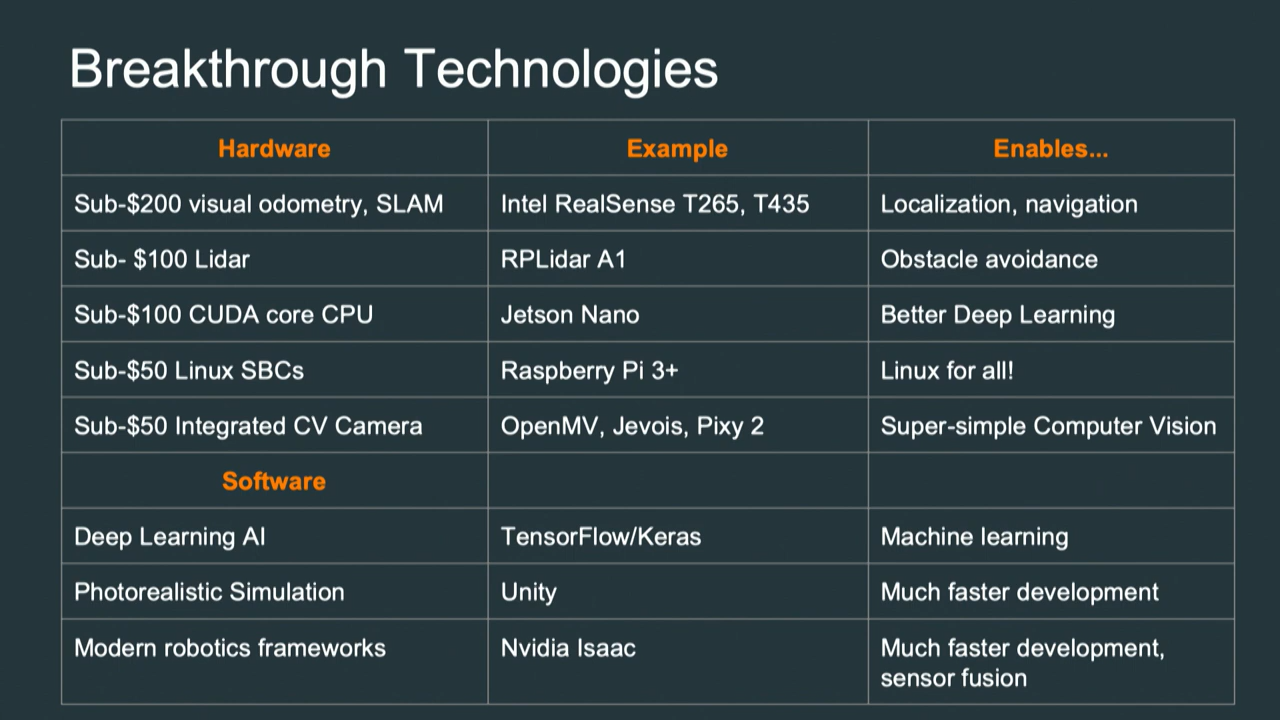 Breakthrough Technologies
Hardware Example Enables...
Sub-$200 visual odometry, SLAM Intel RealSense T265, T435 Localization, navigation
Sub- $100 Lidar RPLidar A1 Obstacle avoidance
Sub-$100 CUDA core CPU Jetson Nano Better Deep Learning
Sub-$50 Linux SBCs Raspberry Pi 3+ Linux for all!
Sub-$50 Integrated CV Camera OpenMV, Jevois, Pixy 2 Super-simple Computer Vision
Software
Deep Learning AI TensorFlow/Keras Machine learning
Photorealistic Simulation Unity Much faster development
Modern robotics frameworks Nvidia Isaac Much faster development,
sensor fusion